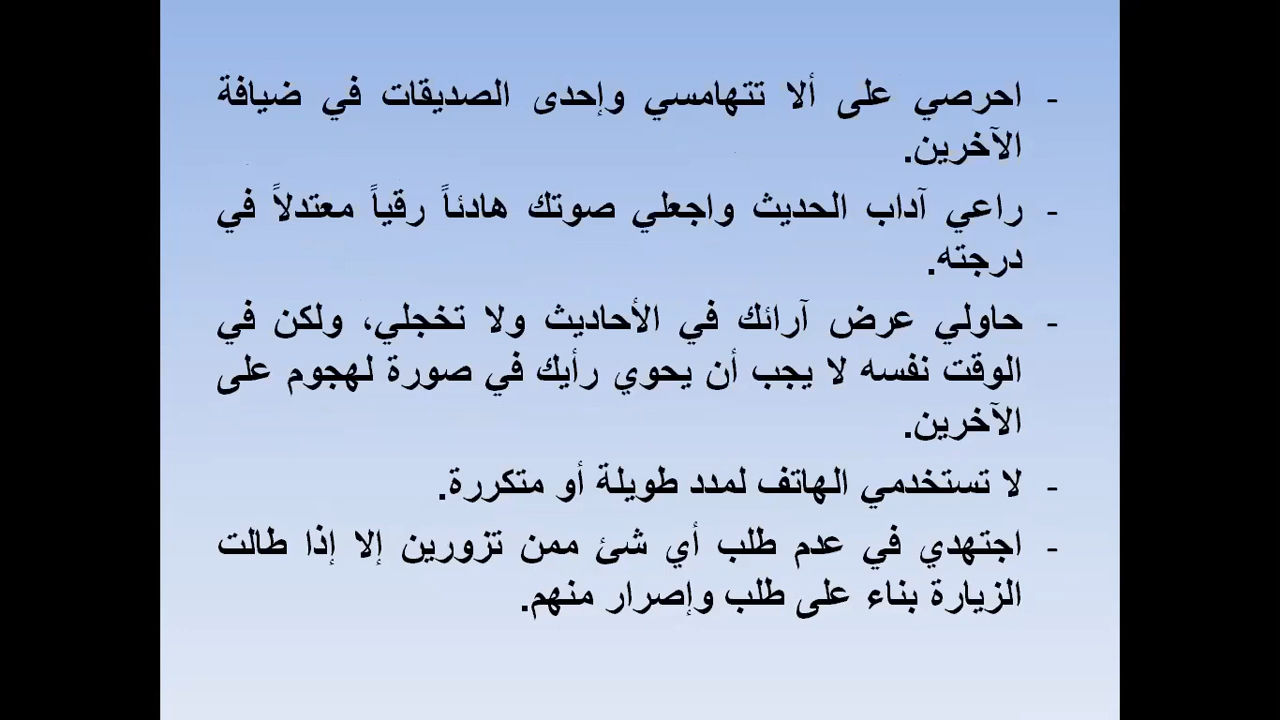 - احرصي على ألا تتهامسي وإحدى الصديقات في ضيافة
الآخرين.
- راعي آداب الحديث واجعلي صوتك هادئاً رقياً معتدلاً في
درجته.
- حاولي عرض آرائك في الأحاديث ولا تخجلي، ولكن في
الوقت نفسه لا يجب أن يحوي رأيك في صورة لهجوم على
الآخرين.
- لا تستخدمي الهاتف لمدد طويلة أو متكررة.
- اجتهدي في عدم طلب أي شئ ممن تزورين إلا إذا طالت
الزيارة بناء على طلب وإصرار منهم.